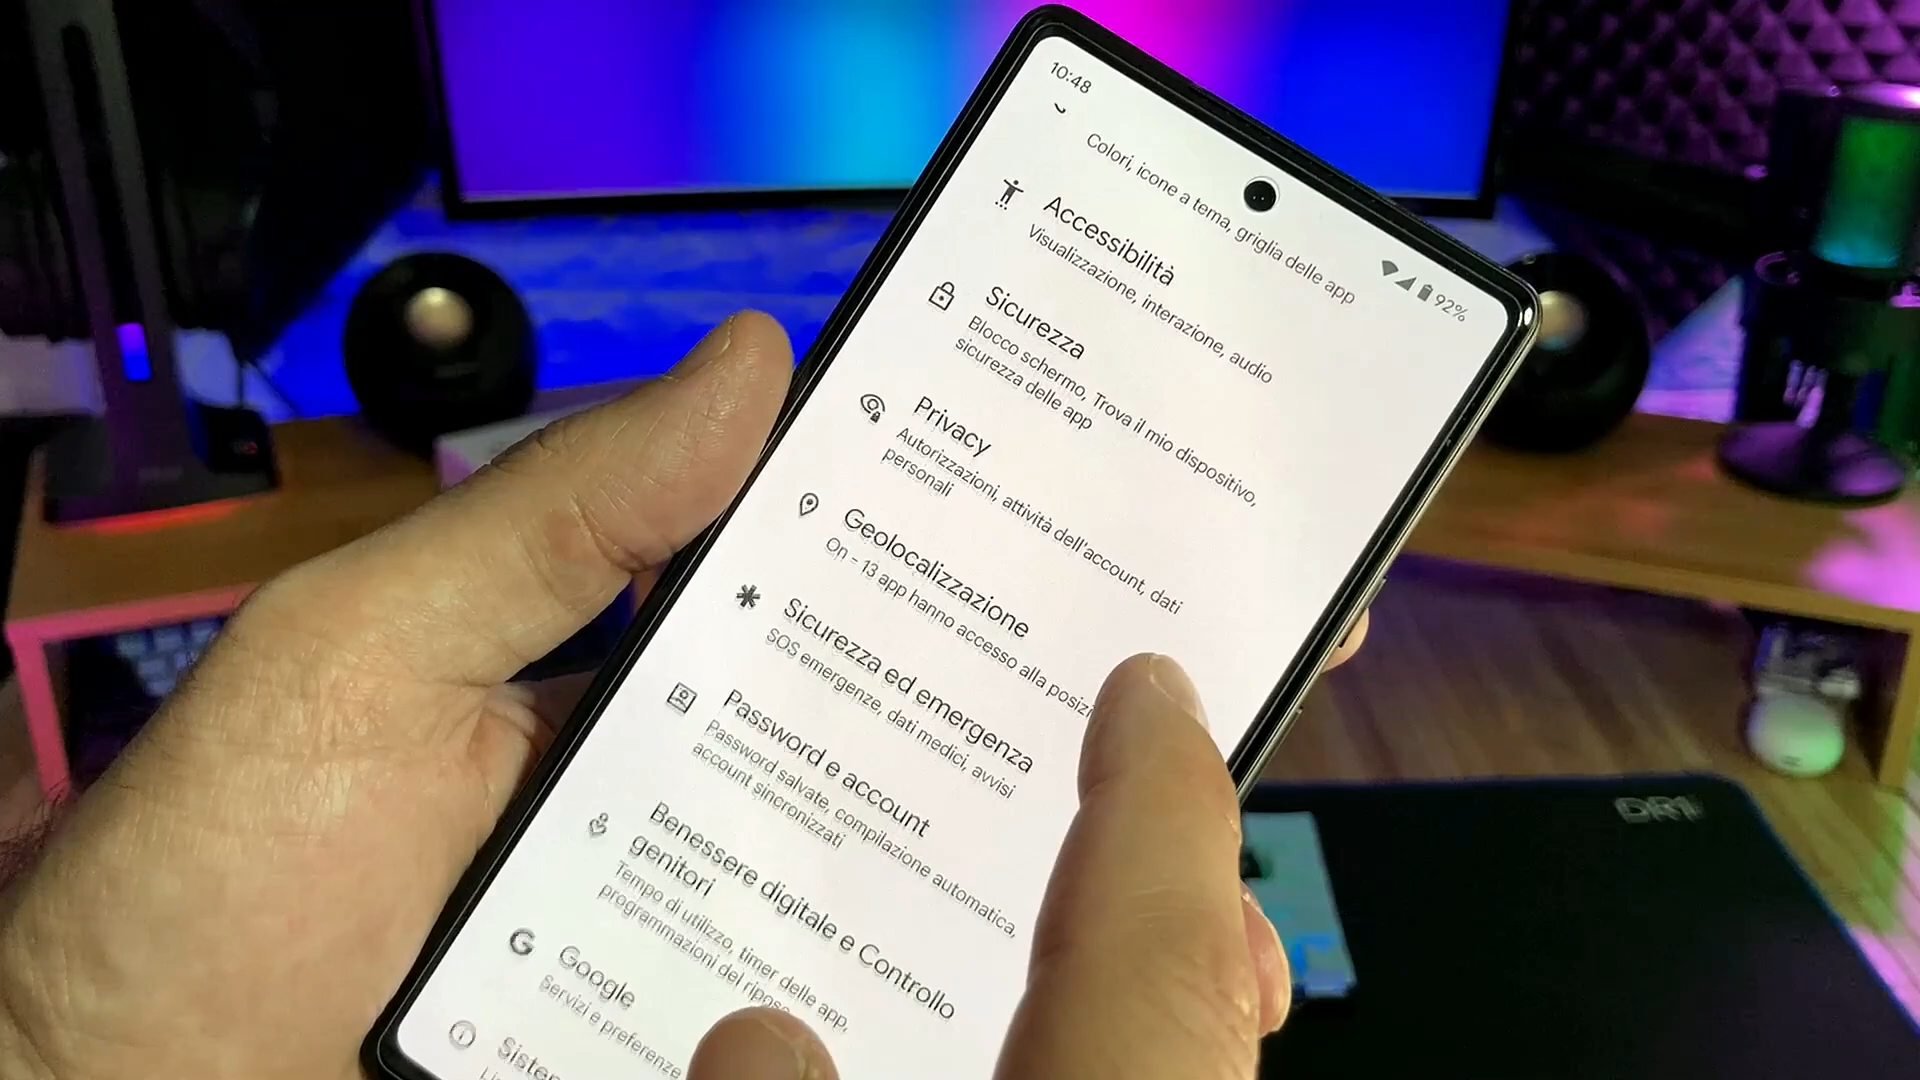 10:48
92%
Colori, icone a tema, griglia delle app
Accessibilità
Visualizzazione, interazione, audio
Sicurezza
Blocco schermo, Trova il mio dispositivo,
sicurezza delle app
Privacy
Autorizzazioni, attività dell'account, dati
personali
Geolocalizzazione
On - 13 app hanno accesso alla posizi
Sicurezza ed emergenza
SOS emergenze, dati medici, avvisi
Password e account
Password salvate, compilazione automatica,
account sincronizzati
Benessere digitale e Controllo
genitori
Tempo di utilizzo, timer delle app,
programmazioni del riposo
Google
Servizi e preferenze
Sistem